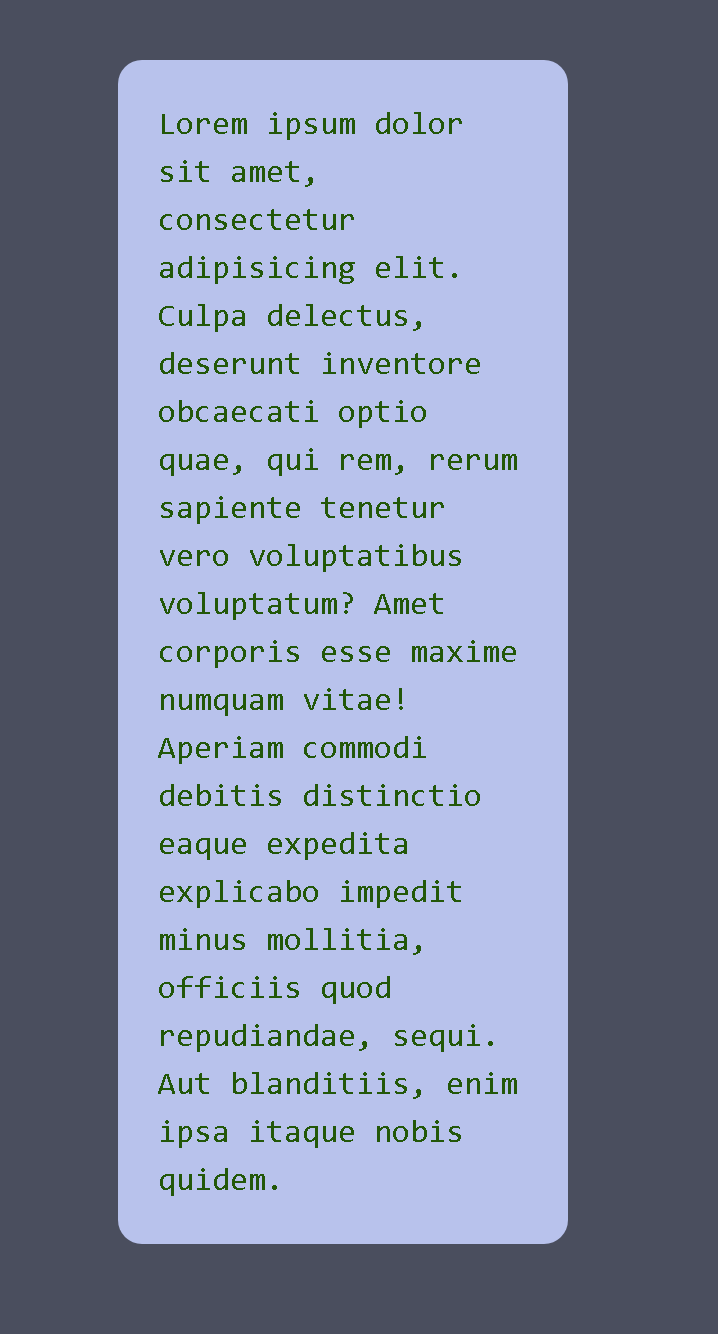 Lorem ipsum dolor
sit amet,
consectetur
adipisicing elit.
Culpa delectus,
deserunt inventore
obcaecati optio
quae, qui rem, rerum
sapiente tenetur
vero voluptatibus
voluptatum? Amet
corporis esse maxime
numquam vitae!
Aperiam commodi
debitis distinctio
eaque expedita
explicabo impedit
minus mollitia,
officiis quod
repudiandae, sequi.
Aut blanditiis, enim
ipsa itaque nobis
quidem.